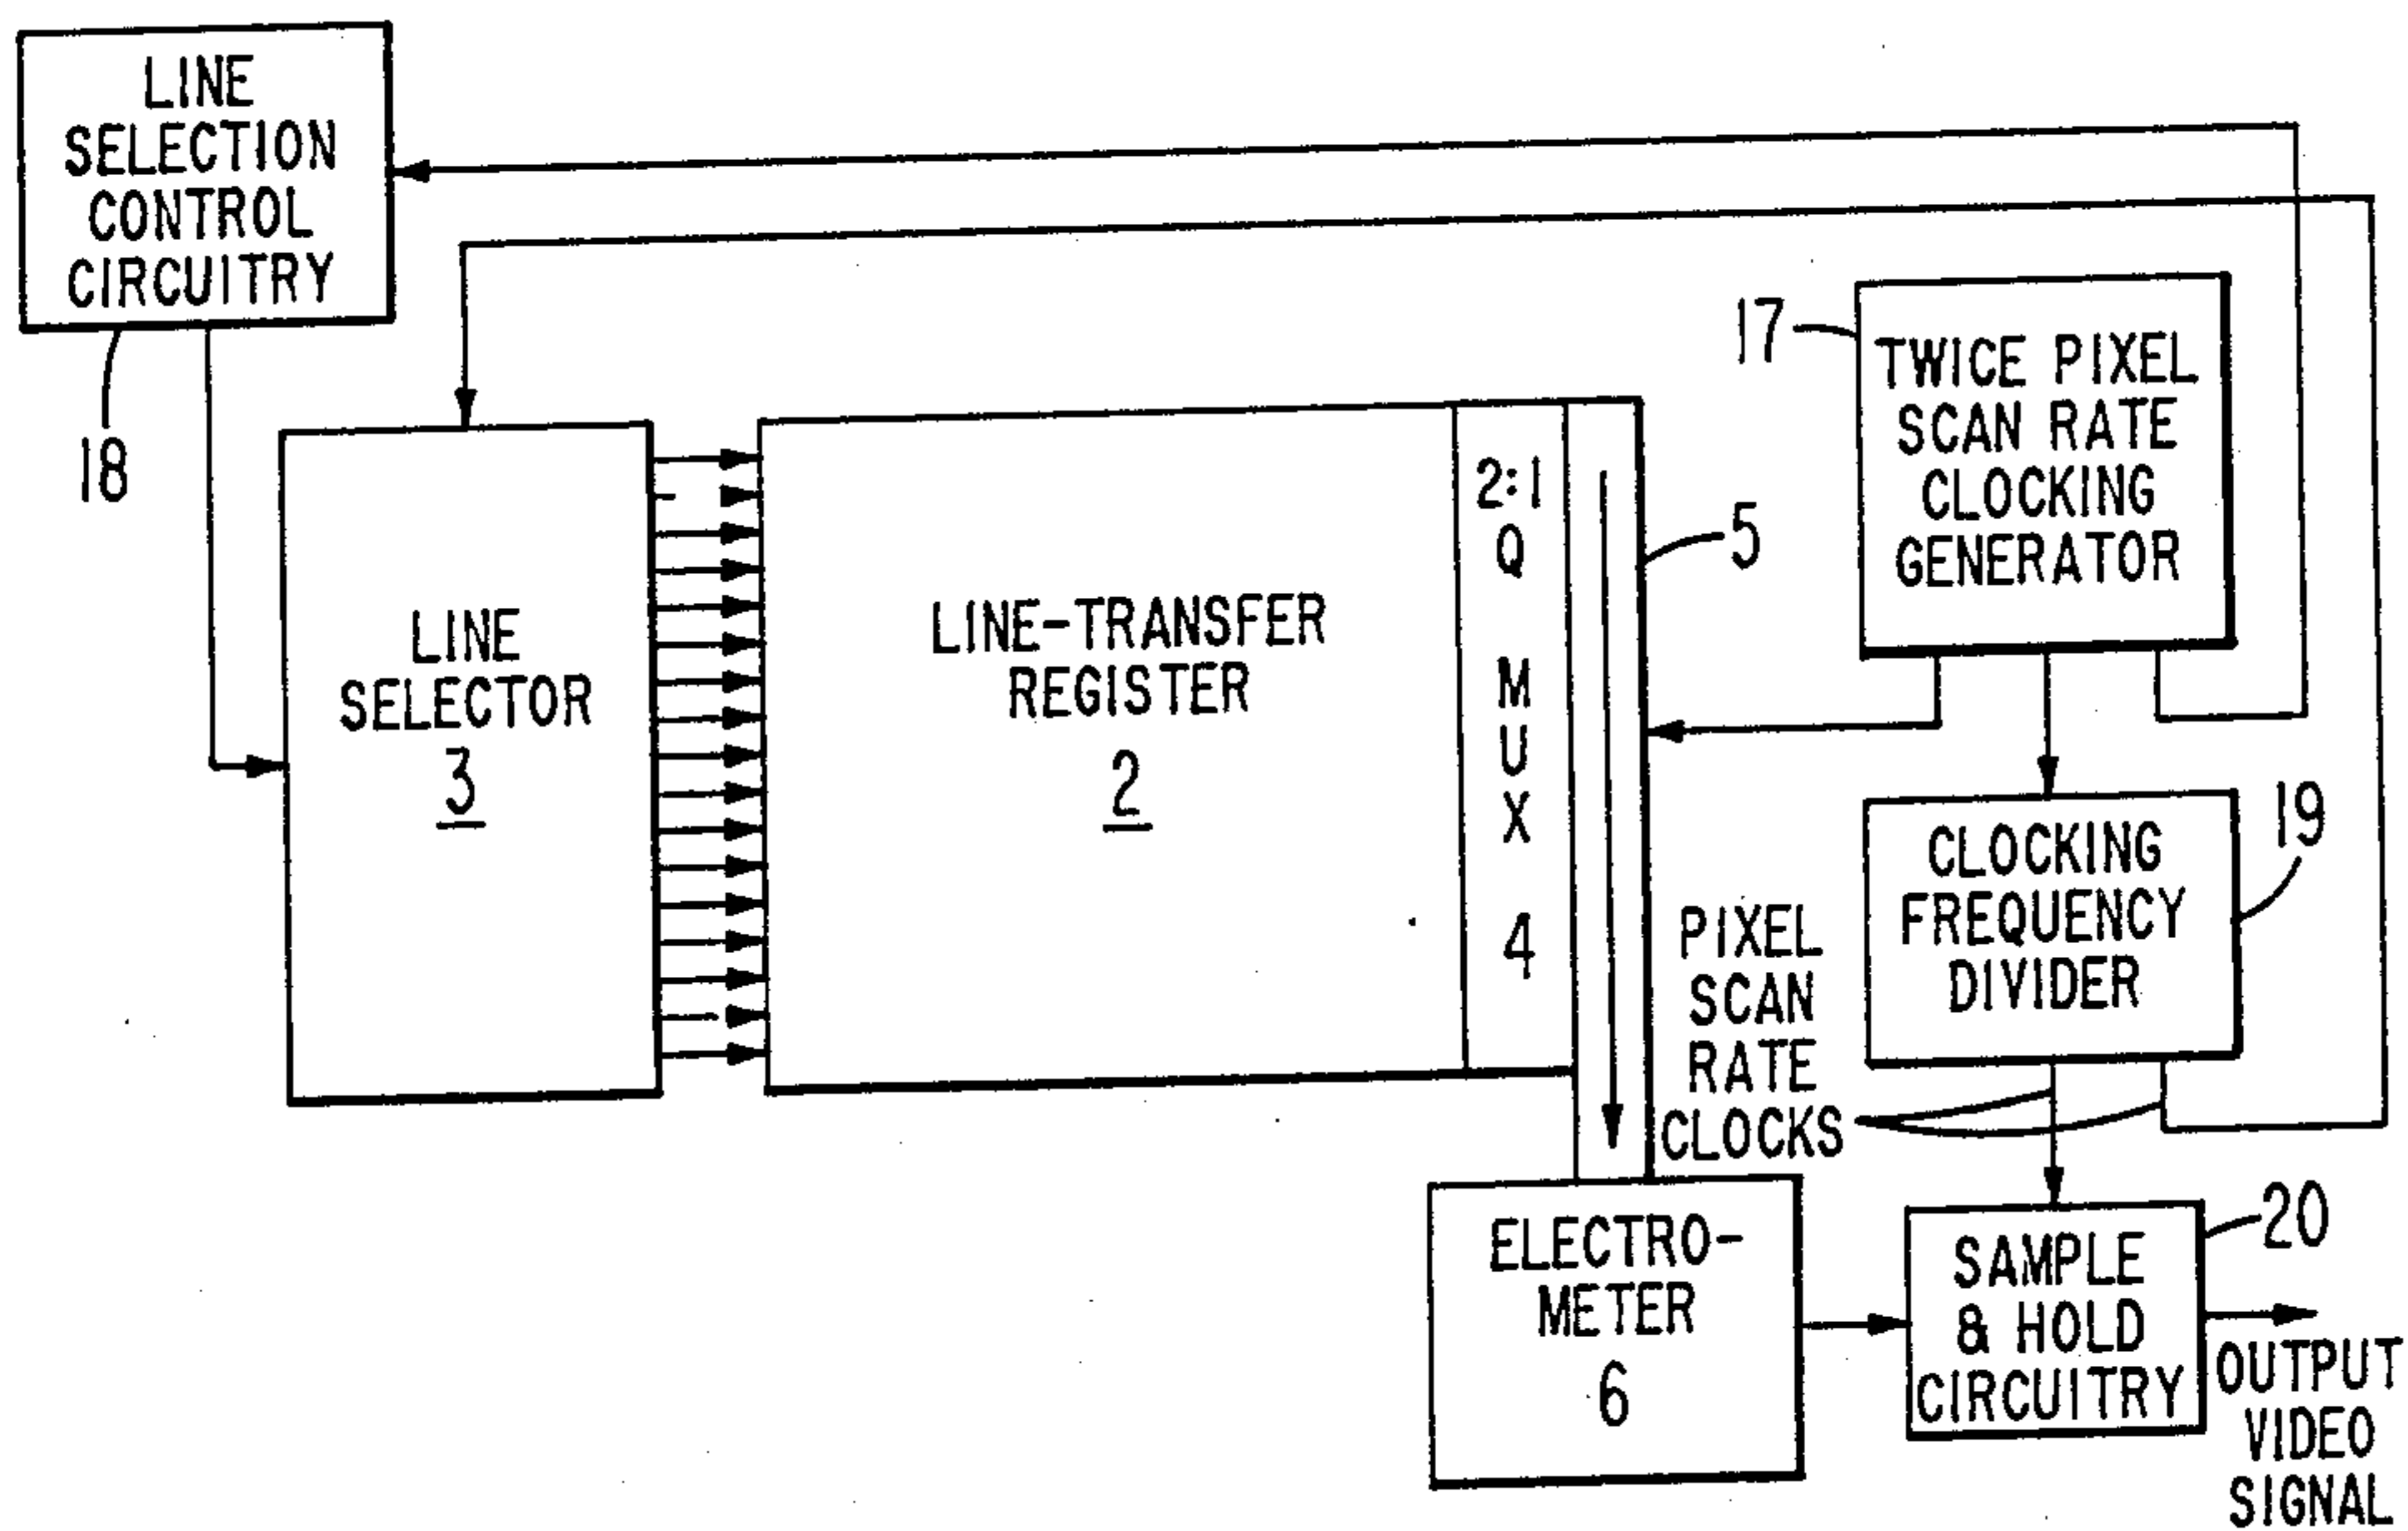 LINE
SELECTION
CONTROL
CIRCUITRY
18
LINE
SELECTOR
3
LINE-TRANSFER
REGISTER
2
2:1
Q
M
U
X
4
5
17
TWICE PIXEL
SCAN RATE
CLOCKING
GENERATOR
CLOCKING
FREQUENCY
DIVIDER
19
PIXEL
SCAN
RATE
CLOCKS
ELECTRO-
METER
6
SAMPLE
& HOLD
CIRCUITRY
20
OUTPUT
VIDEO
SIGNAL